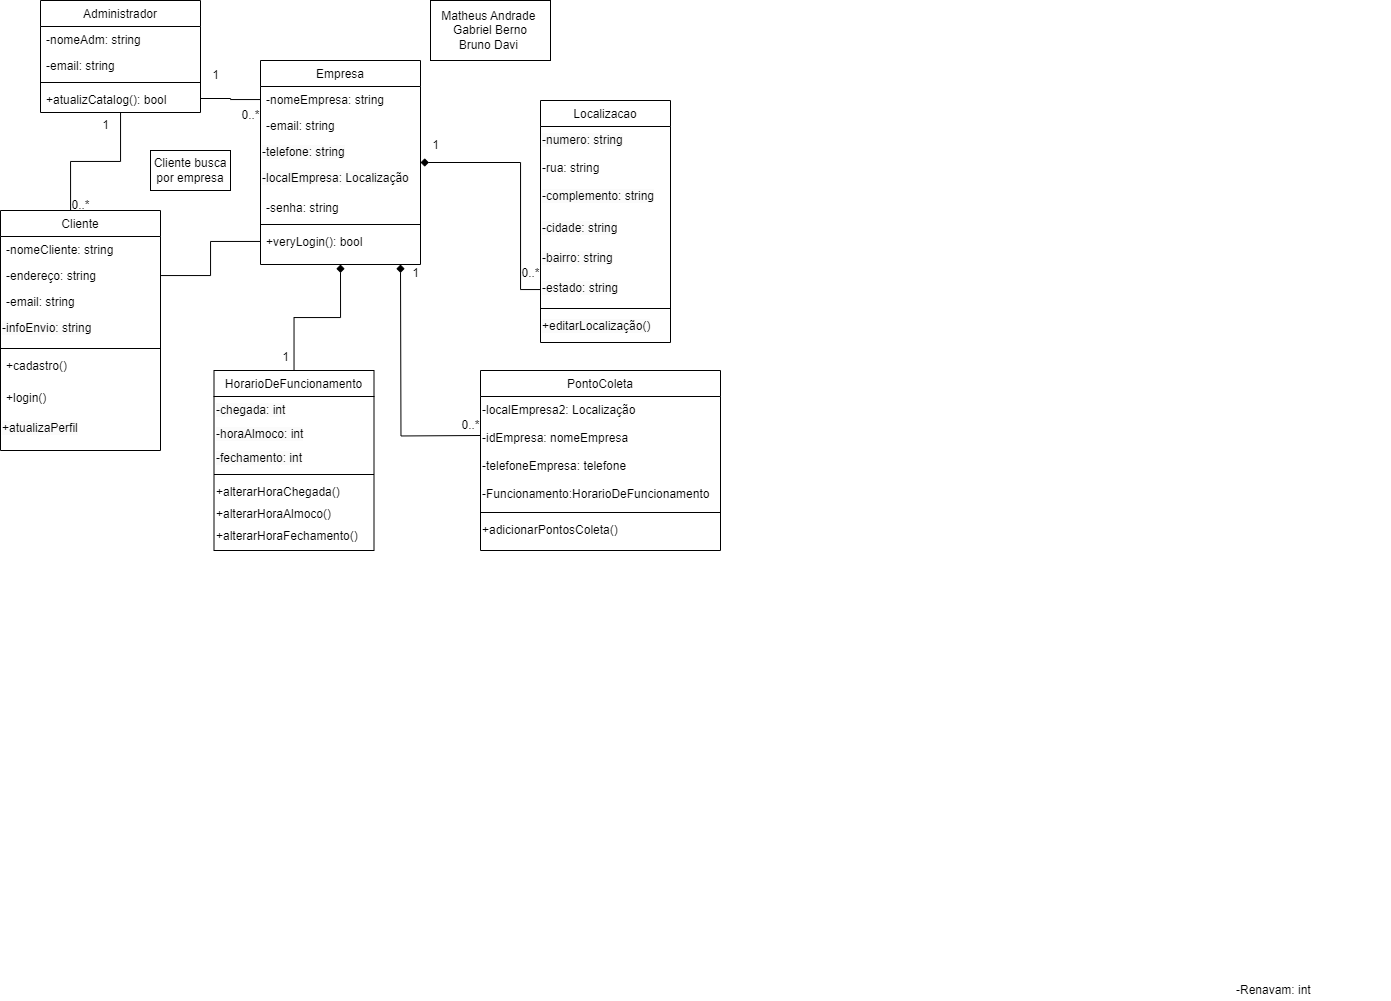 Administrador
-nomeAdm: string
-email: string
+atualizCatalog(): bool
Matheus Andrade
Gabriel Berno
Bruno Davi
1
0..*
1
0..*
Cliente busca
por empresa
Empresa
-nomeEmpresa: string
-email: string
-telefone: string
-localEmpresa: Localização
-senha: string
+veryLogin(): bool
1
0..*
Localizacao
-numero: string
-rua: string
-complemento: string
-cidade: string
-bairro: string
-estado: string
+editarLocalização()
Cliente
-nomeCliente: string
-endereço: string
-email: string
-infoEnvio: string
+cadastro()
+login()
+atualizaPerfil
1
1
0..*
HorarioDeFuncionamento
-chegada: int
-horaAlmoco: int
-fechamento: int
+alterarHoraChegada()
+alterarHoraAlmoco()
+alterarHoraFechamento()
PontoColeta
-localEmpresa2: Localização
-idEmpresa: nomeEmpresa
-telefoneEmpresa: telefone
-Funcionamento:HorarioDeFuncionamento
+adicionarPontosColeta()
-Renavam: int